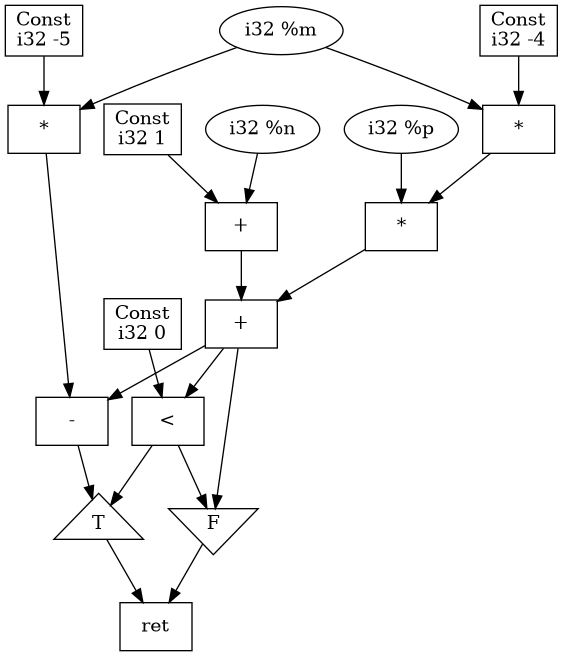 Const
i32 -5
i32 %m
Const
i32 -4
*
Const
i32 1
i32 %n
i32 %p
*
+
*
Const
i32 0
+
-
<
T
F
ret